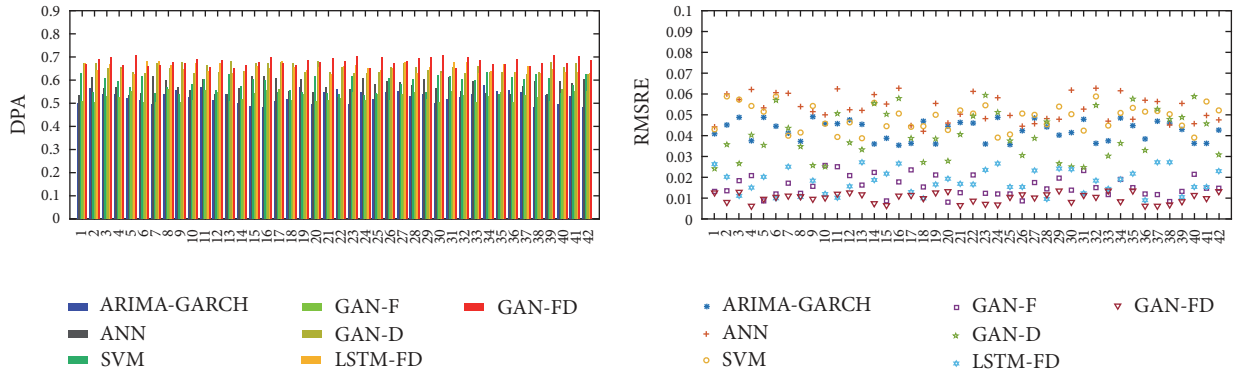 DPA
0.9
0.8
0.7
0.6
0.5
0.4
0.3
0.2
0.1
0
1 2 3 4 5 6 7 8 9 10 11 12 13 14 15 16 17 18 19 20 21 22 23 24 25 26 27 28 29 30 31 32 33 34 35 36 37 38 39 40 41 42
ARIMA-GARCH GAN-F GAN-FD
ANN GAN-D
SVM LSTM-FD
RMSRE
0.1
0.09
0.08
0.07
0.06
0.05
0.04
0.03
0.02
0.01
0
1 2 3 4 5 6 7 8 9 10 11 12 13 14 15 16 17 18 19 20 21 22 23 24 25 26 27 28 29 30 31 32 33 34 35 36 37 38 39 40 41 42
ARIMA-GARCH GAN-F GAN-FD
ANN GAN-D
SVM LSTM-FD